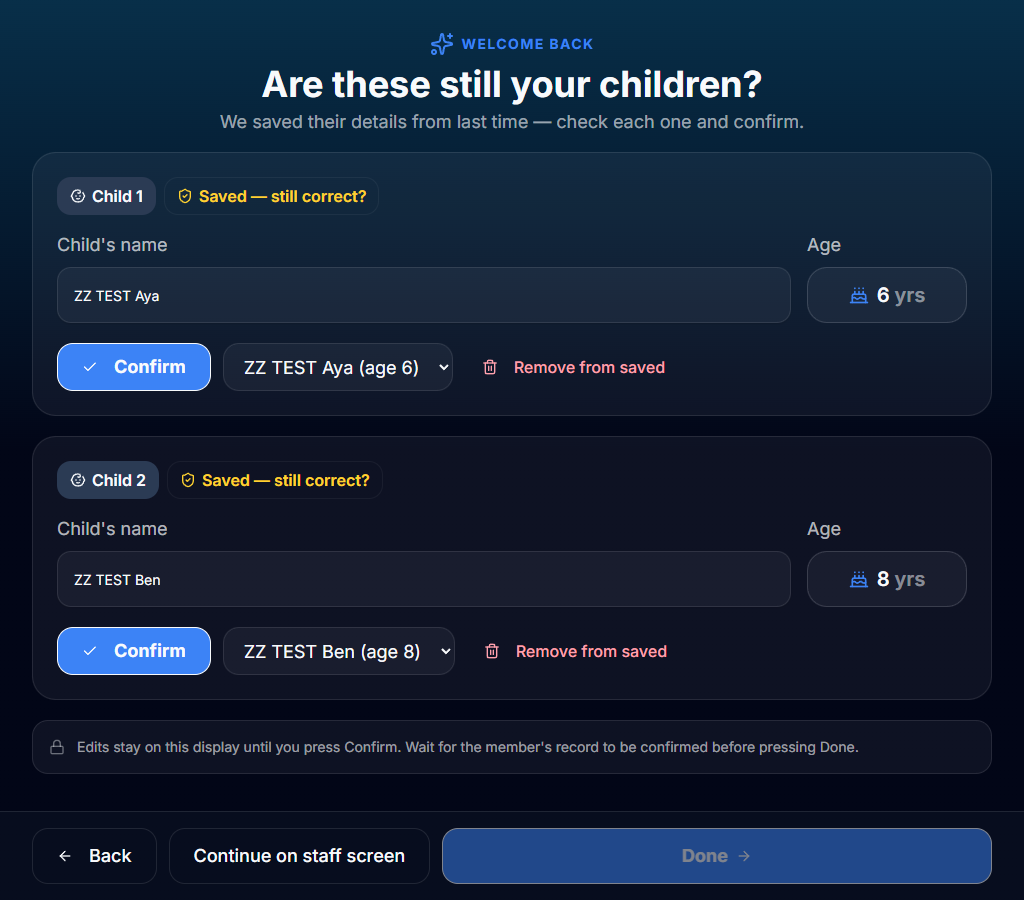 WELCOME BACK
Are these still your children?
We saved their details from last time — check each one and confirm.
Child 1
Saved — still correct?
Child's name
Age
ZZ TEST Aya
6 yrs
Confirm
ZZ TEST Aya (age 6)
Remove from saved
Child 2
Saved — still correct?
Child's name
Age
ZZ TEST Ben
8 yrs
Confirm
ZZ TEST Ben (age 8)
Remove from saved
Edits stay on this display until you press Confirm. Wait for the member's record to be confirmed before pressing Done.
Back
Continue on staff screen
Done